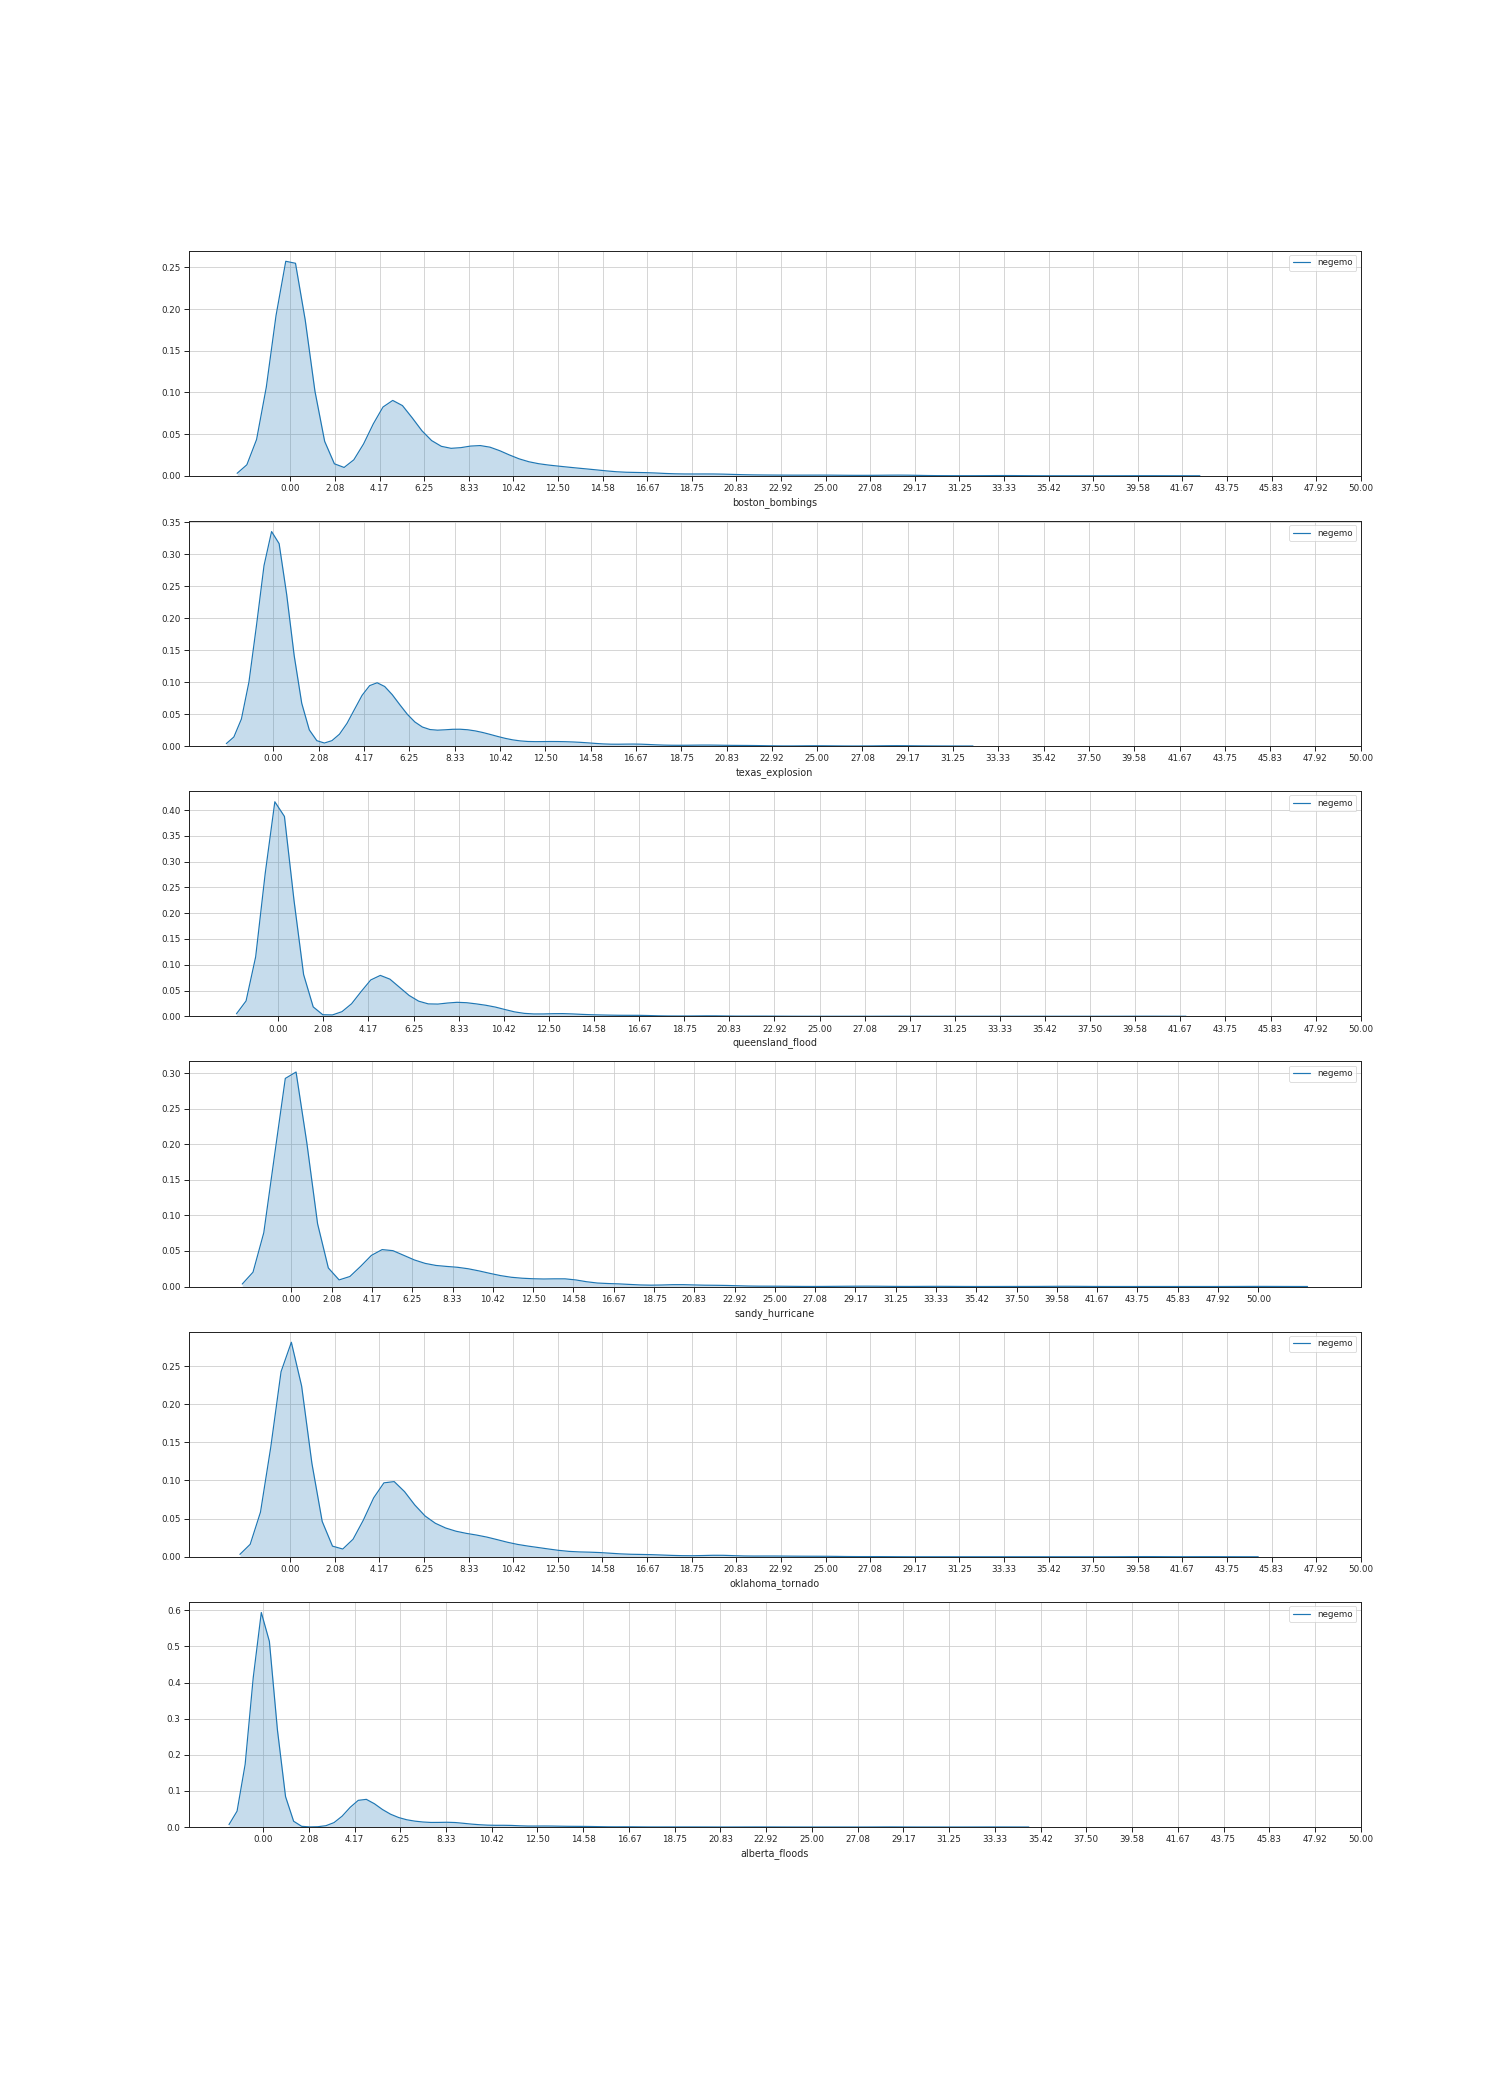 negemo
0.25
0.20
0.15
0.10
0.05
0.00
0.00 2.08 4.17 6.25 8.33 10.42 12.50 14.58 16.67 18.75 20.83 22.92 25.00 27.08 29.17 31.25 33.33 35.42 37.50 39.58 41.67 43.75 45.83 47.92 50.00
boston_bombings
negemo
0.35
0.30
0.25
0.20
0.15
0.10
0.05
0.00
0.00 2.08 4.17 6.25 8.33 10.42 12.50 14.58 16.67 18.75 20.83 22.92 25.00 27.08 29.17 31.25 33.33 35.42 37.50 39.58 41.67 43.75 45.83 47.92 50.00
texas_explosion
negemo
0.40
0.35
0.30
0.25
0.20
0.15
0.10
0.05
0.00
0.00 2.08 4.17 6.25 8.33 10.42 12.50 14.58 16.67 18.75 20.83 22.92 25.00 27.08 29.17 31.25 33.33 35.42 37.50 39.58 41.67 43.75 45.83 47.92 50.00
queensland_flood
negemo
0.30
0.25
0.20
0.15
0.10
0.05
0.00
0.00 2.08 4.17 6.25 8.33 10.42 12.50 14.58 16.67 18.75 20.83 22.92 25.00 27.08 29.17 31.25 33.33 35.42 37.50 39.58 41.67 43.75 45.83 47.92 50.00
sandy_hurricane
negemo
0.25
0.20
0.15
0.10
0.05
0.00
0.00 2.08 4.17 6.25 8.33 10.42 12.50 14.58 16.67 18.75 20.83 22.92 25.00 27.08 29.17 31.25 33.33 35.42 37.50 39.58 41.67 43.75 45.83 47.92 50.00
oklahoma_tornado
negemo
0.6
0.5
0.4
0.3
0.2
0.1
0.0
0.00 2.08 4.17 6.25 8.33 10.42 12.50 14.58 16.67 18.75 20.83 22.92 25.00 27.08 29.17 31.25 33.33 35.42 37.50 39.58 41.67 43.75 45.83 47.92 50.00
alberta_floods